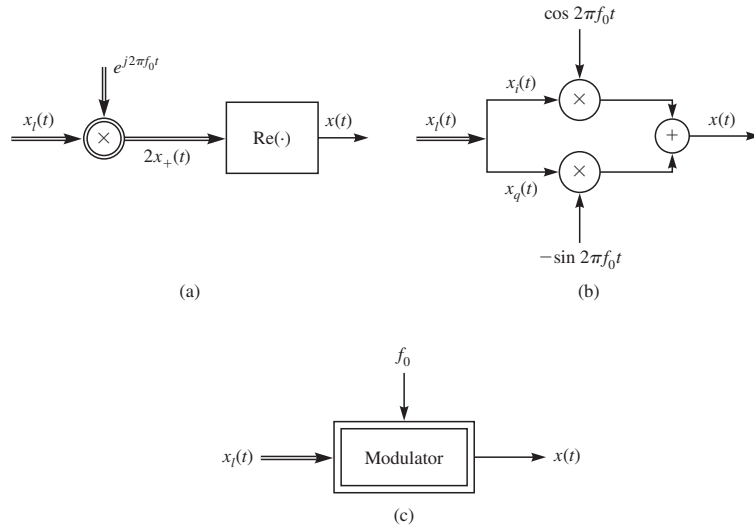 e^{j2πf_0t}
x_l(t)
×
2x_+(t)
Re(·)
x(t)
(a)
cos 2πf_0t
x_l(t)
x_i(t)
×
+
x(t)
x_q(t)
×
−sin 2πf_0t
(b)
f_0
x_l(t)
Modulator
x(t)
(c)